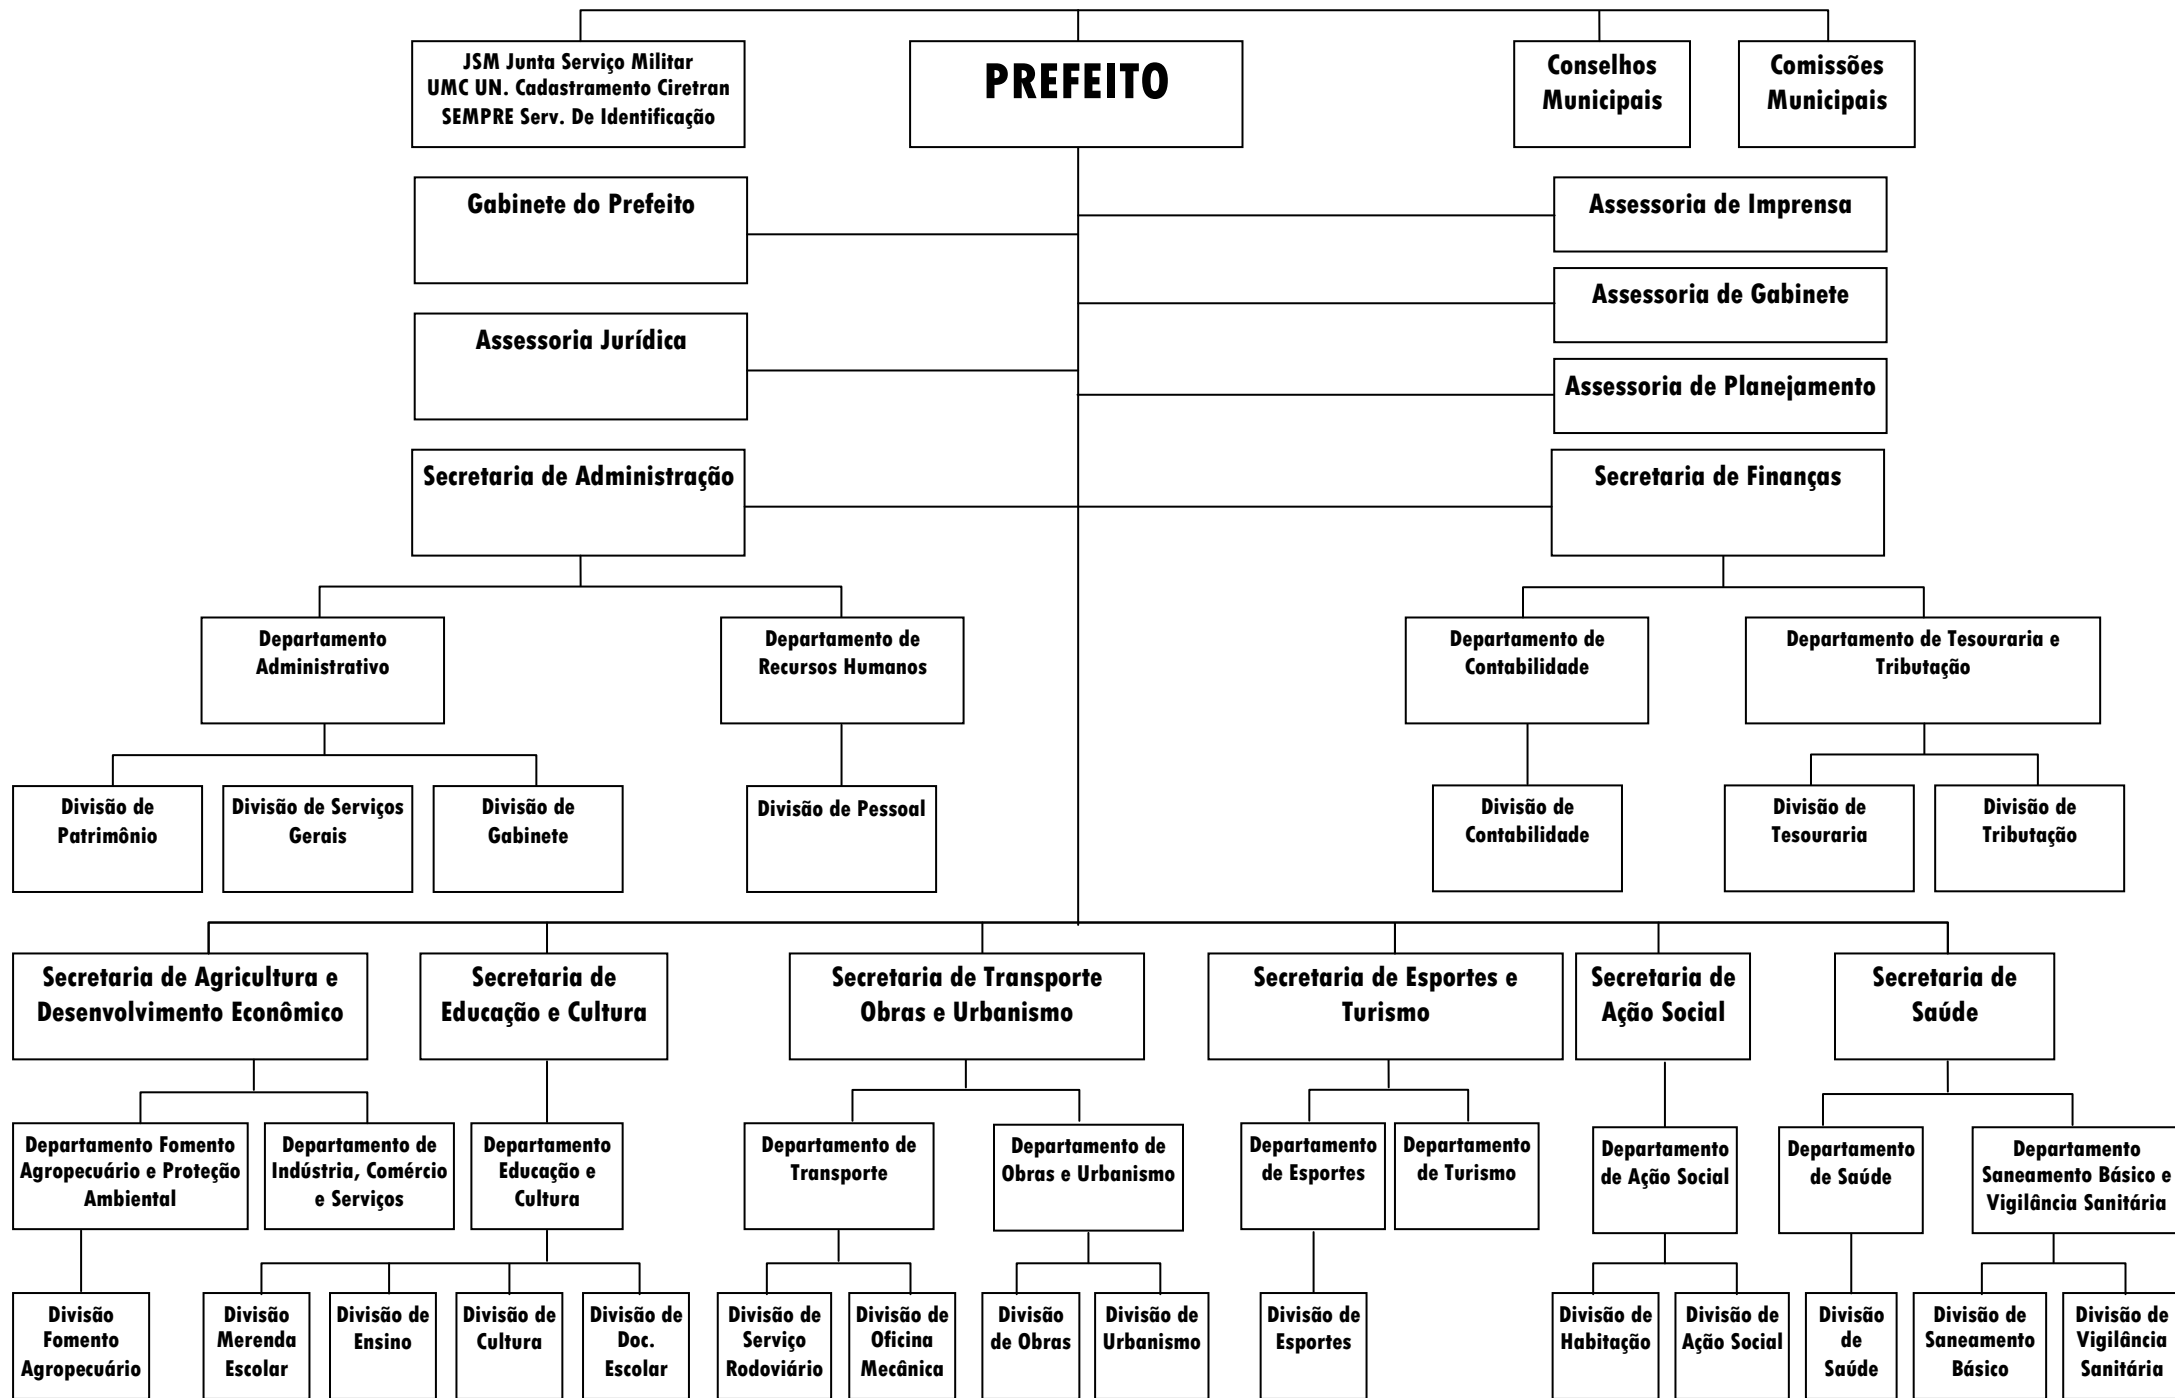 JSM Junta Serviço Militar
UMC UN. Cadastramento Ciretran
SEMPRE Serv. De Identificação
PREFEITO
Conselhos
Municipais
Comissões
Municipais
Gabinete do Prefeito
Assessoria de Imprensa
Assessoria de Gabinete
Assessoria Jurídica
Assessoria de Planejamento
Secretaria de Administração
Secretaria de Finanças
Departamento
Administrativo
Departamento de
Recursos Humanos
Departamento de
Contabilidade
Departamento de Tesouraria e
Tributação
Divisão de
Patrimônio
Divisão de Serviços
Gerais
Divisão de
Gabinete
Divisão de Pessoal
Divisão de
Contabilidade
Divisão de
Tesouraria
Divisão de
Tributação
Secretaria de Agricultura e
Desenvolvimento Econômico
Secretaria de
Educação e Cultura
Secretaria de Transporte
Obras e Urbanismo
Secretaria de Esportes e
Turismo
Secretaria de
Ação Social
Secretaria de
Saúde
Departamento Fomento
Agropecuário e Proteção
Ambiental
Departamento de
Indústria, Comércio
e Serviços
Departamento
Educação e
Cultura
Departamento de
Transporte
Departamento de
Obras e Urbanismo
Departamento
de Esportes
Departamento
de Turismo
Departamento
de Ação Social
Departamento
de Saúde
Departamento
Saneamento Básico e
Vigilância Sanitária
Divisão
Fomento
Agropecuário
Divisão
Merenda
Escolar
Divisão de
Ensino
Divisão de
Cultura
Divisão de
Doc.
Escolar
Divisão de
Serviço
Rodoviário
Divisão de
Oficina
Mecânica
Divisão
de Obras
Divisão de
Urbanismo
Divisão de
Esportes
Divisão de
Habitação
Divisão de
Ação Social
Divisão
de
Saúde
Divisão de
Saneamento
Básico
Divisão de
Vigilância
Sanitária